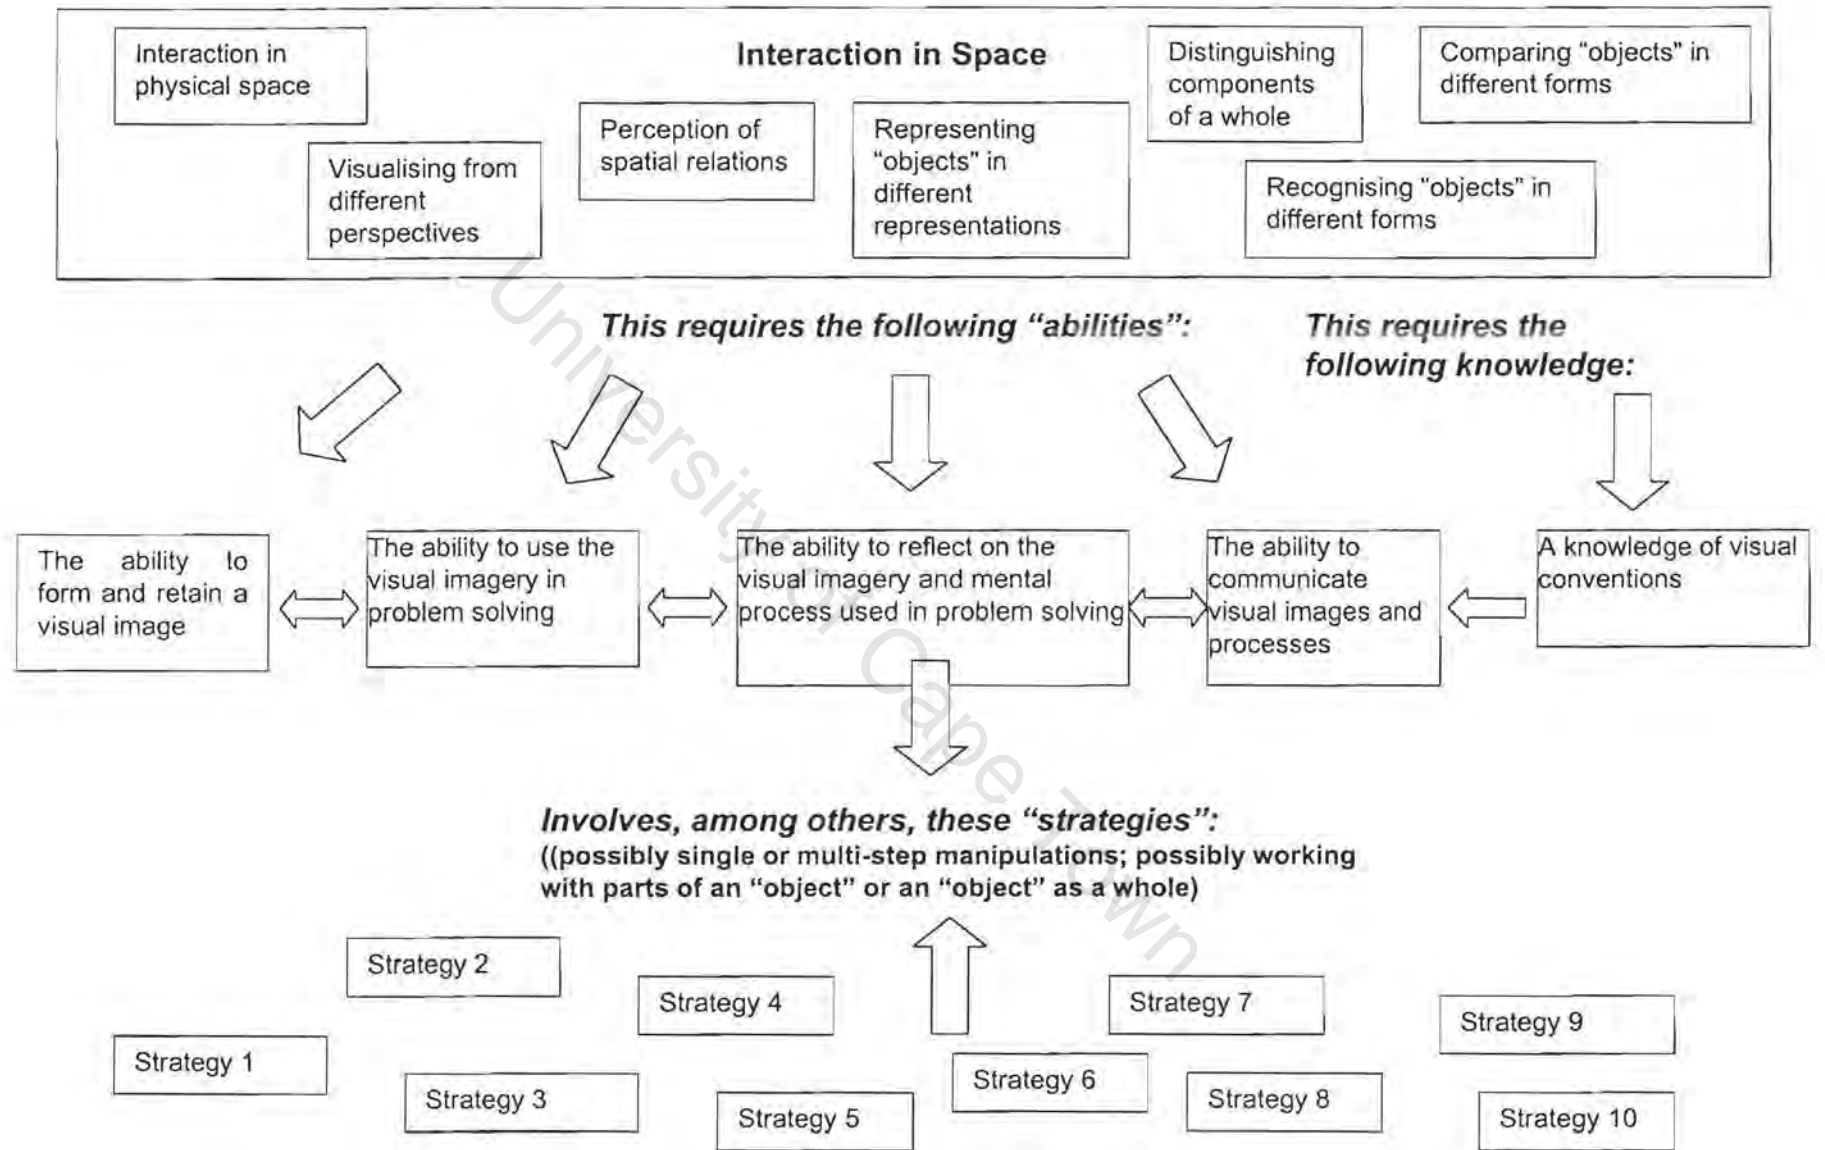 Interaction in Space
Interaction in
physical space
Visualising from
different
perspectives
Perception of
spatial relations
Representing
“objects” in
different
representations
Distinguishing
components
of a whole
Comparing "objects" in
different forms
Recognising "objects" in
different forms
This requires the following “abilities”:
This requires the
following knowledge:
The ability to
form and retain a
visual image
The ability to use the
visual imagery in
problem solving
The ability to reflect on the
visual imagery and mental
process used in problem solving
The ability to
communicate
visual images and
processes
A knowledge of visual
conventions
Involves, among others, these “strategies”:
((possibly single or multi-step manipulations; possibly working
with parts of an “object” or an “object” as a whole)
Strategy 1
Strategy 2
Strategy 3
Strategy 4
Strategy 5
Strategy 6
Strategy 7
Strategy 8
Strategy 9
Strategy 10
University of Cape Town